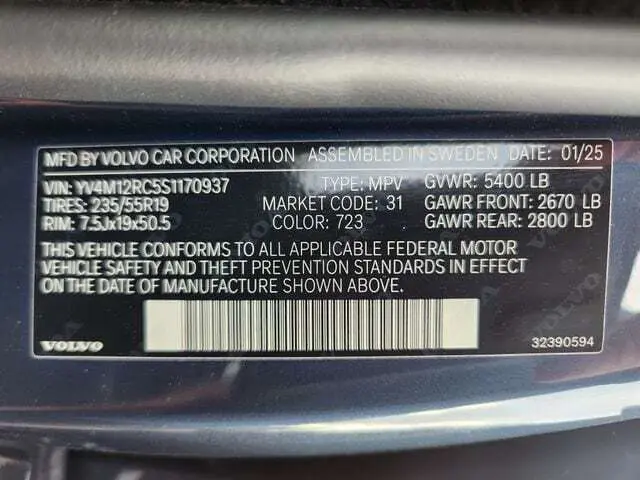 MFD BY VOLVO CAR CORPORATION ASSEMBLED IN SWEDEN DATE: 01/25
VIN: YV4M12RC5S1170937 TYPE: MPV GVWR: 5400 LB
TIRES: 235/55R19 MARKET CODE: 31 GAWR FRONT: 2670 LB
RIM: 7.5Jx19x50.5 COLOR: 723 GAWR REAR: 2800 LB
THIS VEHICLE CONFORMS TO ALL APPLICABLE FEDERAL MOTOR
VEHICLE SAFETY AND THEFT PREVENTION STANDARDS IN EFFECT
ON THE DATE OF MANUFACTURE SHOWN ABOVE.
VOLVO 32390594